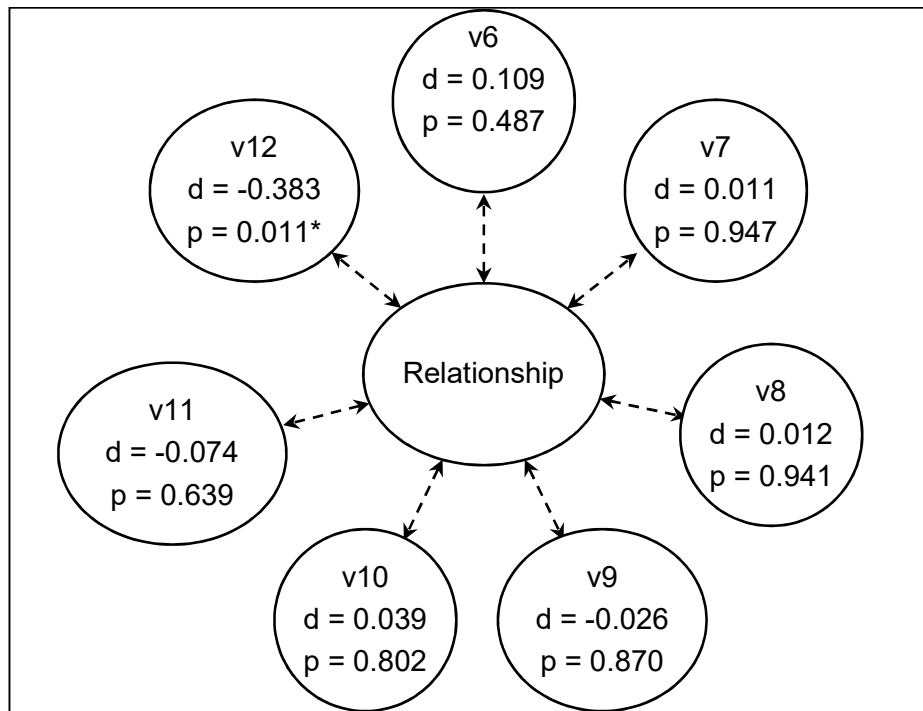 v6
d = 0.109
p = 0.487
v12
d = -0.383
p = 0.011*
v7
d = 0.011
p = 0.947
Relationship
v11
d = -0.074
p = 0.639
v8
d = 0.012
p = 0.941
v10
d = 0.039
p = 0.802
v9
d = -0.026
p = 0.870